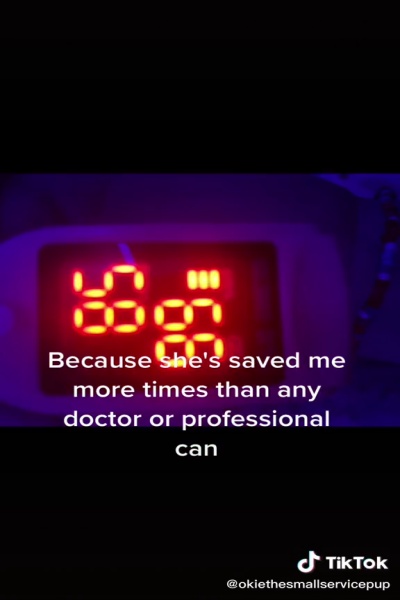 Because she's saved me
more times than any
doctor or professional
can
TikTok
@okiethesmallservicepup